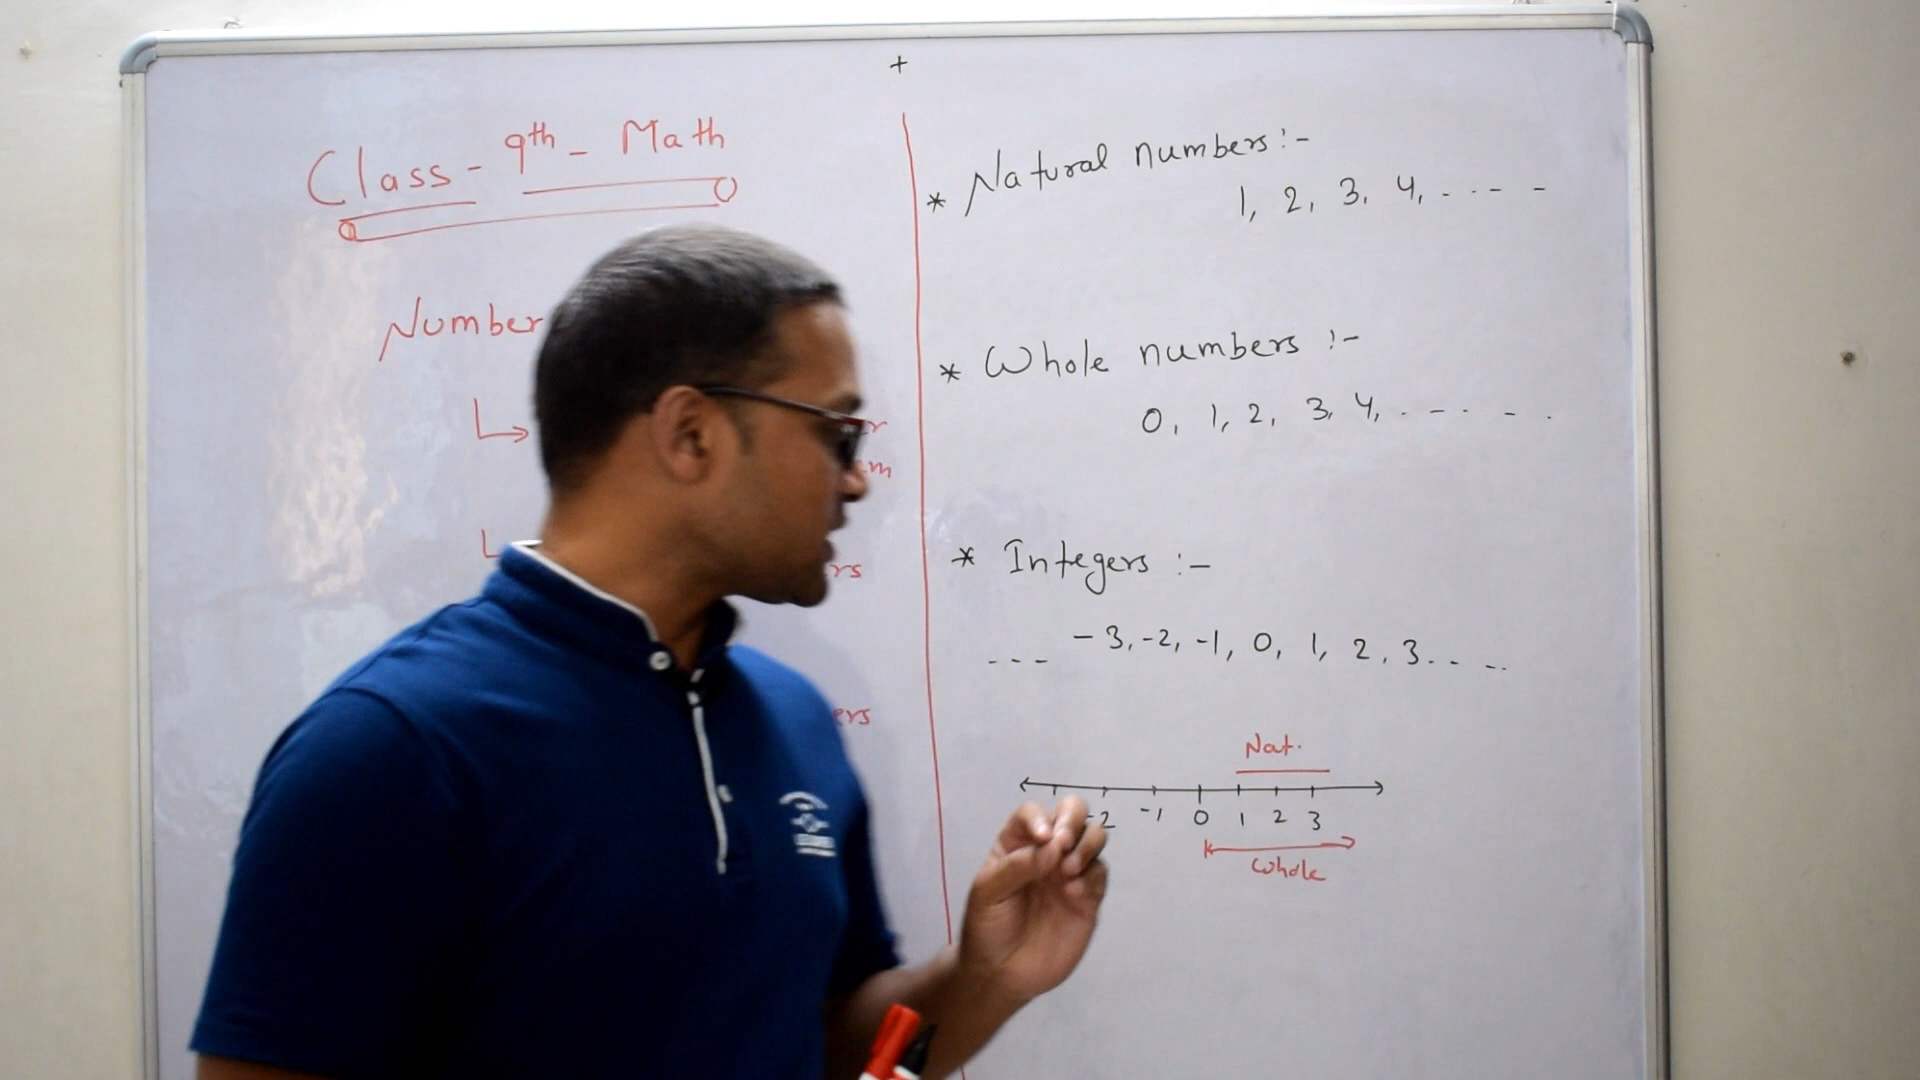 +
Class - 9th - Math
Number
* Natural numbers :-
1, 2, 3, 4, - - - -
* Whole numbers :-
0, 1, 2, 3, 4, . - . - .
* Integers :-
--- -3, -2, -1, 0, 1, 2, 3.. ..
Nat.
-2 -1 0 1 2 3
Whole